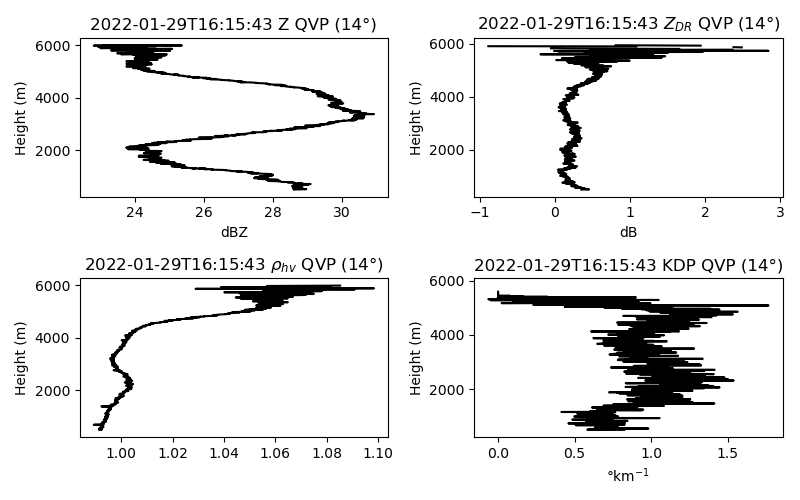 2022-01-29T16:15:43 Z QVP (14°)
6000
4000
2000
Height (m)
24 26 28 30
dBZ
2022-01-29T16:15:43 Z_DR QVP (14°)
6000
4000
2000
Height (m)
−1 0 1 2 3
dB
2022-01-29T16:15:43 ρ_hv QVP (14°)
6000
4000
2000
Height (m)
1.00 1.02 1.04 1.06 1.08 1.10
2022-01-29T16:15:43 KDP QVP (14°)
6000
4000
2000
Height (m)
0.0 0.5 1.0 1.5
°km⁻¹